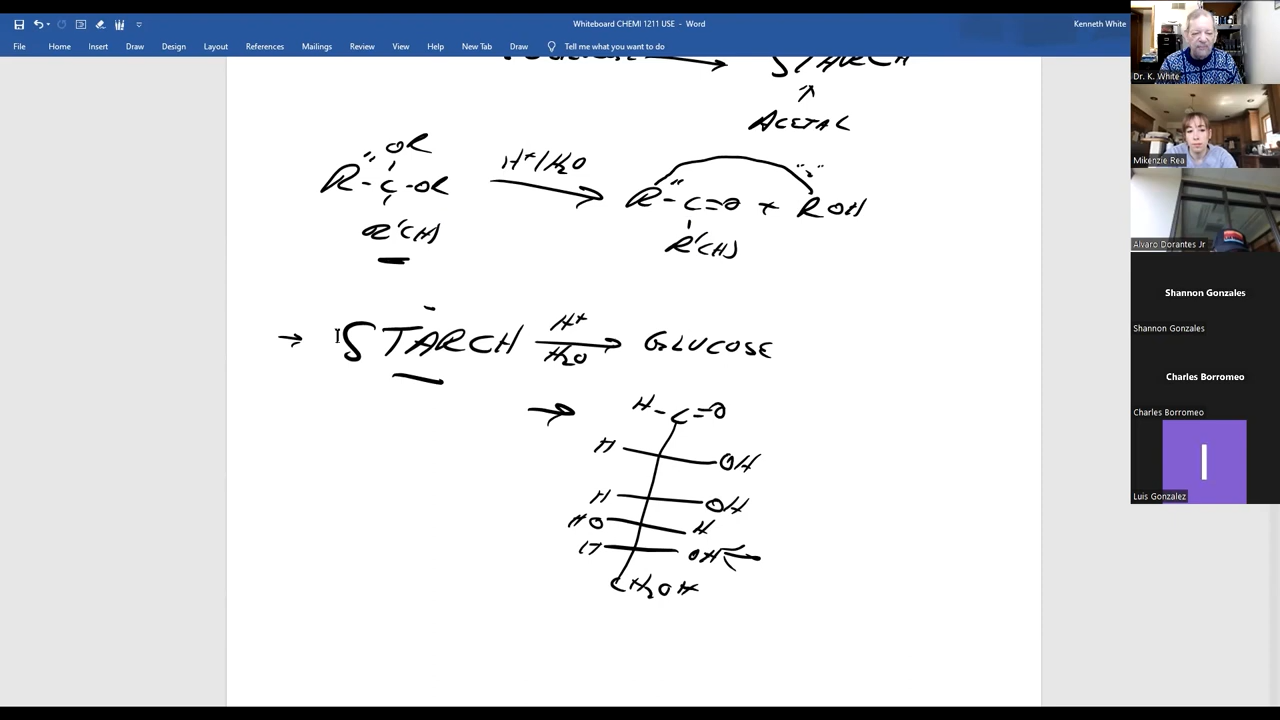 Whiteboard CHEMI 1211 USE - Word
Kenneth White
File Home Insert Draw Design Layout References Mailings Review View Help New Tab Draw Tell me what you want to do
STARCH
ACETAL
OR
R-C-OR
R'(H)
H+/H2O
R-C=O + ROH
R'(H)
STARCH
H+
H2O
GLUCOSE
H-C=O
H OH
H OH
HO H
H OH
CH2OH
Dr. K. White
Mikenzie Rea
Alvaro Dorantes Jr
Shannon Gonzales
Shannon Gonzales
Charles Borromeo
Charles Borromeo
I
Luis Gonzalez